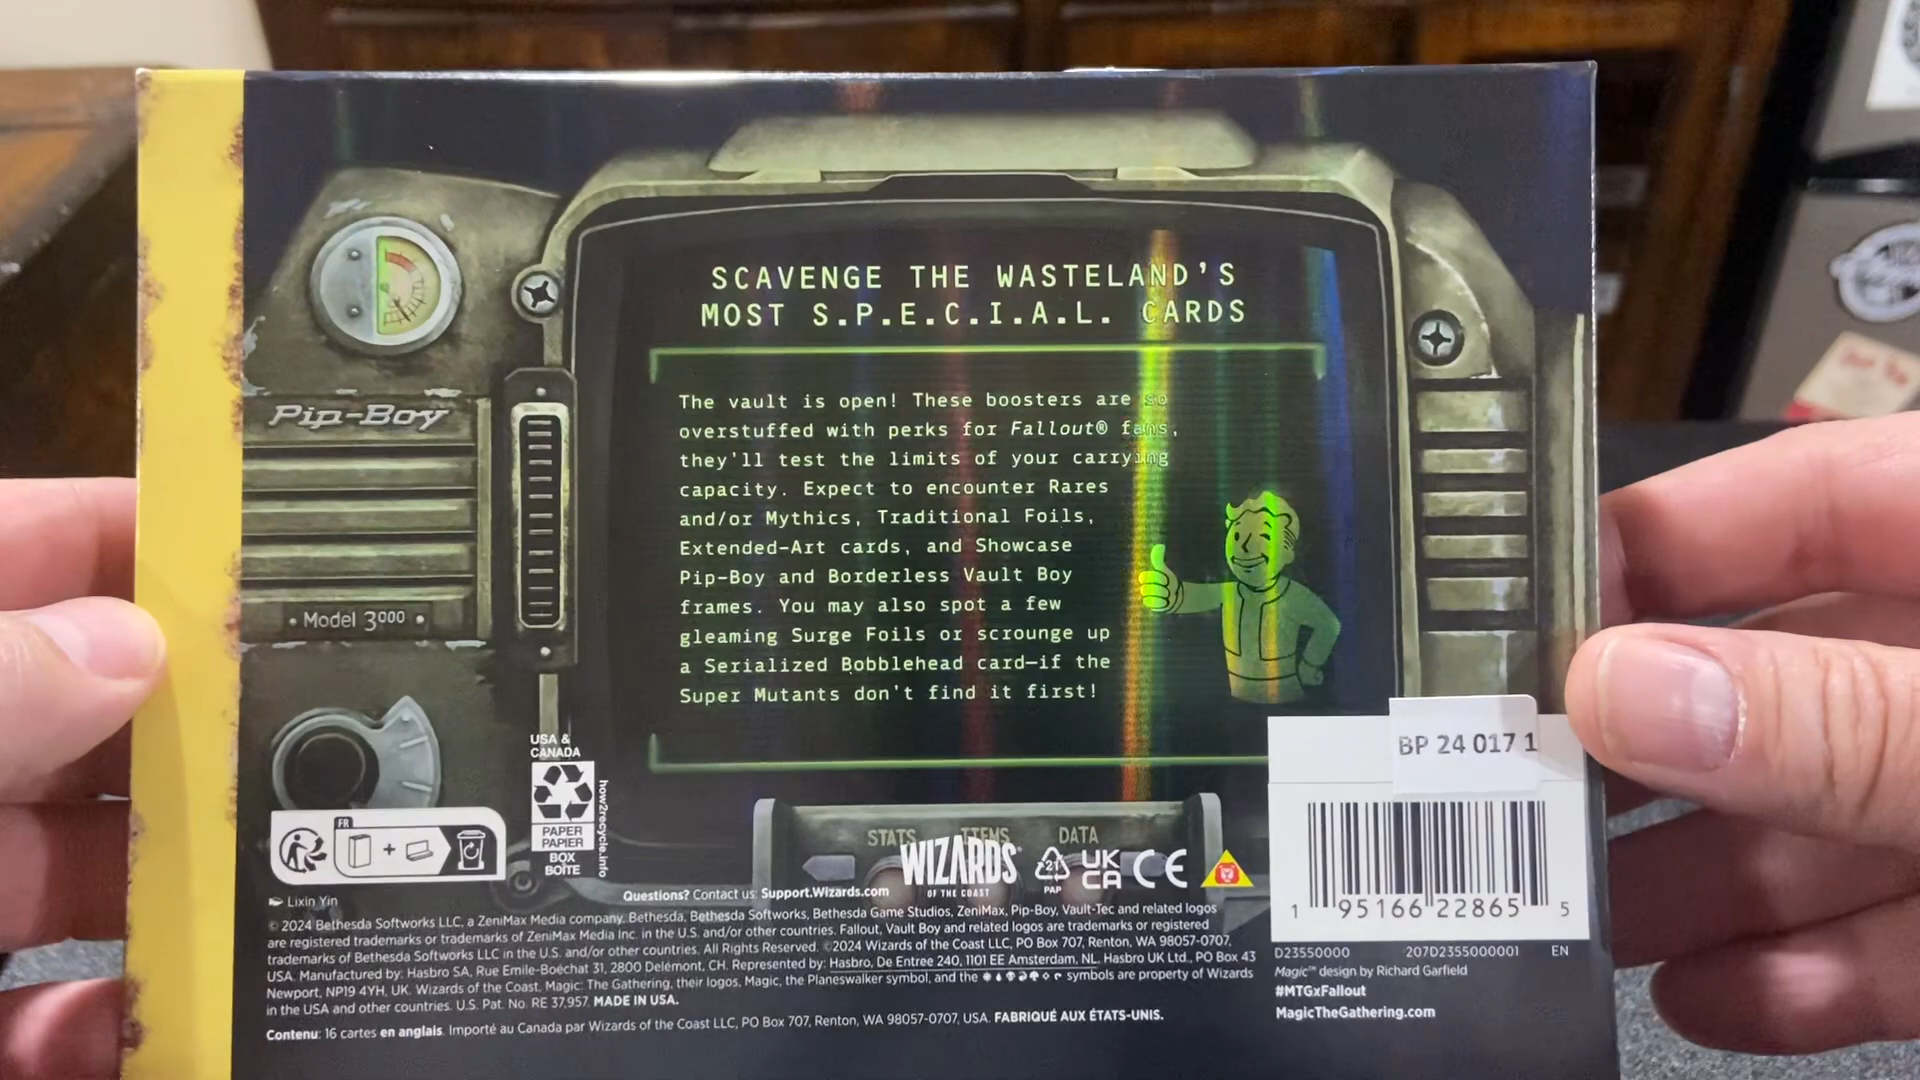 SCAVENGE THE WASTELAND'S
MOST S.P.E.C.I.A.L. CARDS
The vault is open! These boosters are so
overstuffed with perks for Fallout® fans,
they'll test the limits of your carrying
capacity. Expect to encounter Rares
and/or Mythics, Traditional Foils,
Extended-Art cards, and Showcase
Pip-Boy and Borderless Vault Boy
frames. You may also spot a few
gleaming Surge Foils or scrounge up
a Serialized Bobblehead card—if the
Super Mutants don't find it first!
Pip-Boy
• Model 3000 •
USA &
CANADA
PAPER
PAPIER
BOX
BOÎTE
how2recycle.info
FR
STATS ITEMS DATA
WIZARDS
OF THE COAST
21
PAP
UK
CA
CE
BP 24 017 1
1 95166 22865 5
Lixin Yin
Questions? Contact us: Support.Wizards.com
© 2024 Bethesda Softworks LLC, a ZeniMax Media company. Bethesda, Bethesda Softworks, Bethesda Game Studios, ZeniMax, Pip-Boy, Vault-Tec and related logos
are registered trademarks or trademarks of ZeniMax Media Inc. in the U.S. and/or other countries. Fallout, Vault Boy and related logos are trademarks or registered
trademarks of Bethesda Softworks LLC in the U.S. and/or other countries. All Rights Reserved. ©2024 Wizards of the Coast LLC, PO Box 707, Renton, WA 98057-0707,
USA. Manufactured by: Hasbro SA, Rue Emile-Boéchat 31, 2800 Delémont, CH. Represented by: Hasbro, De Entree 240, 1101 EE Amsterdam, NL. Hasbro UK Ltd., PO Box 43
Newport, NP19 4YH, UK. Wizards of the Coast, Magic: The Gathering, their logos, Magic, the Planeswalker symbol, and the symbols are property of Wizards
in the USA and other countries. U.S. Pat. No. RE 37,957. MADE IN USA.
Contenu: 16 cartes en anglais. Importé au Canada par Wizards of the Coast LLC, PO Box 707, Renton, WA 98057-0707, USA. FABRIQUÉ AUX ÉTATS-UNIS.
D23550000 207D2355000001 EN
Magic™ design by Richard Garfield
#MTGxFallout
MagicTheGathering.com